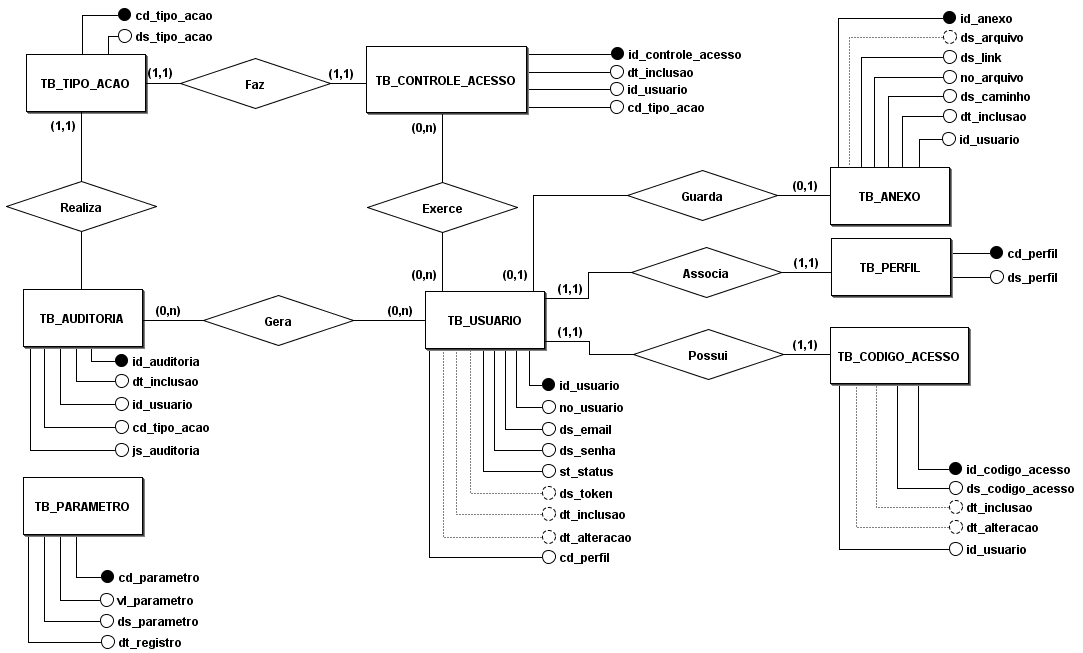 cd_tipo_acao
ds_tipo_acao
TB_TIPO_ACAO
(1,1)
Faz
(1,1)
TB_CONTROLE_ACESSO
id_controle_acesso
dt_inclusao
id_usuario
cd_tipo_acao
id_anexo
ds_arquivo
ds_link
no_arquivo
ds_caminho
dt_inclusao
id_usuario
(1,1)
(0,n)
Realiza
Exerce
Guarda
(0,1)
TB_ANEXO
(0,n)
(0,1)
(1,1)
Associa
(1,1)
TB_PERFIL
cd_perfil
ds_perfil
TB_AUDITORIA
(0,n)
Gera
(0,n)
TB_USUARIO
(1,1)
Possui
(1,1)
TB_CODIGO_ACESSO
id_auditoria
dt_inclusao
id_usuario
cd_tipo_acao
js_auditoria
id_usuario
no_usuario
ds_email
ds_senha
st_status
ds_token
dt_inclusao
dt_alteracao
cd_perfil
id_codigo_acesso
ds_codigo_acesso
dt_inclusao
dt_alteracao
id_usuario
TB_PARAMETRO
cd_parametro
vl_parametro
ds_parametro
dt_registro